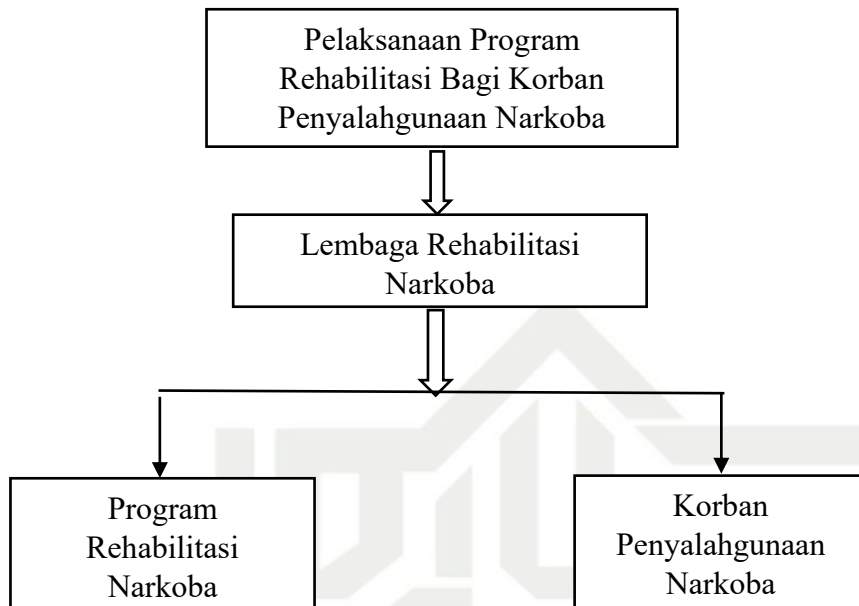 Pelaksanaan Program
Rehabilitasi Bagi Korban
Penyalahgunaan Narkoba
Lembaga Rehabilitasi
Narkoba
Program
Rehabilitasi
Narkoba
Korban
Penyalahgunaan
Narkoba